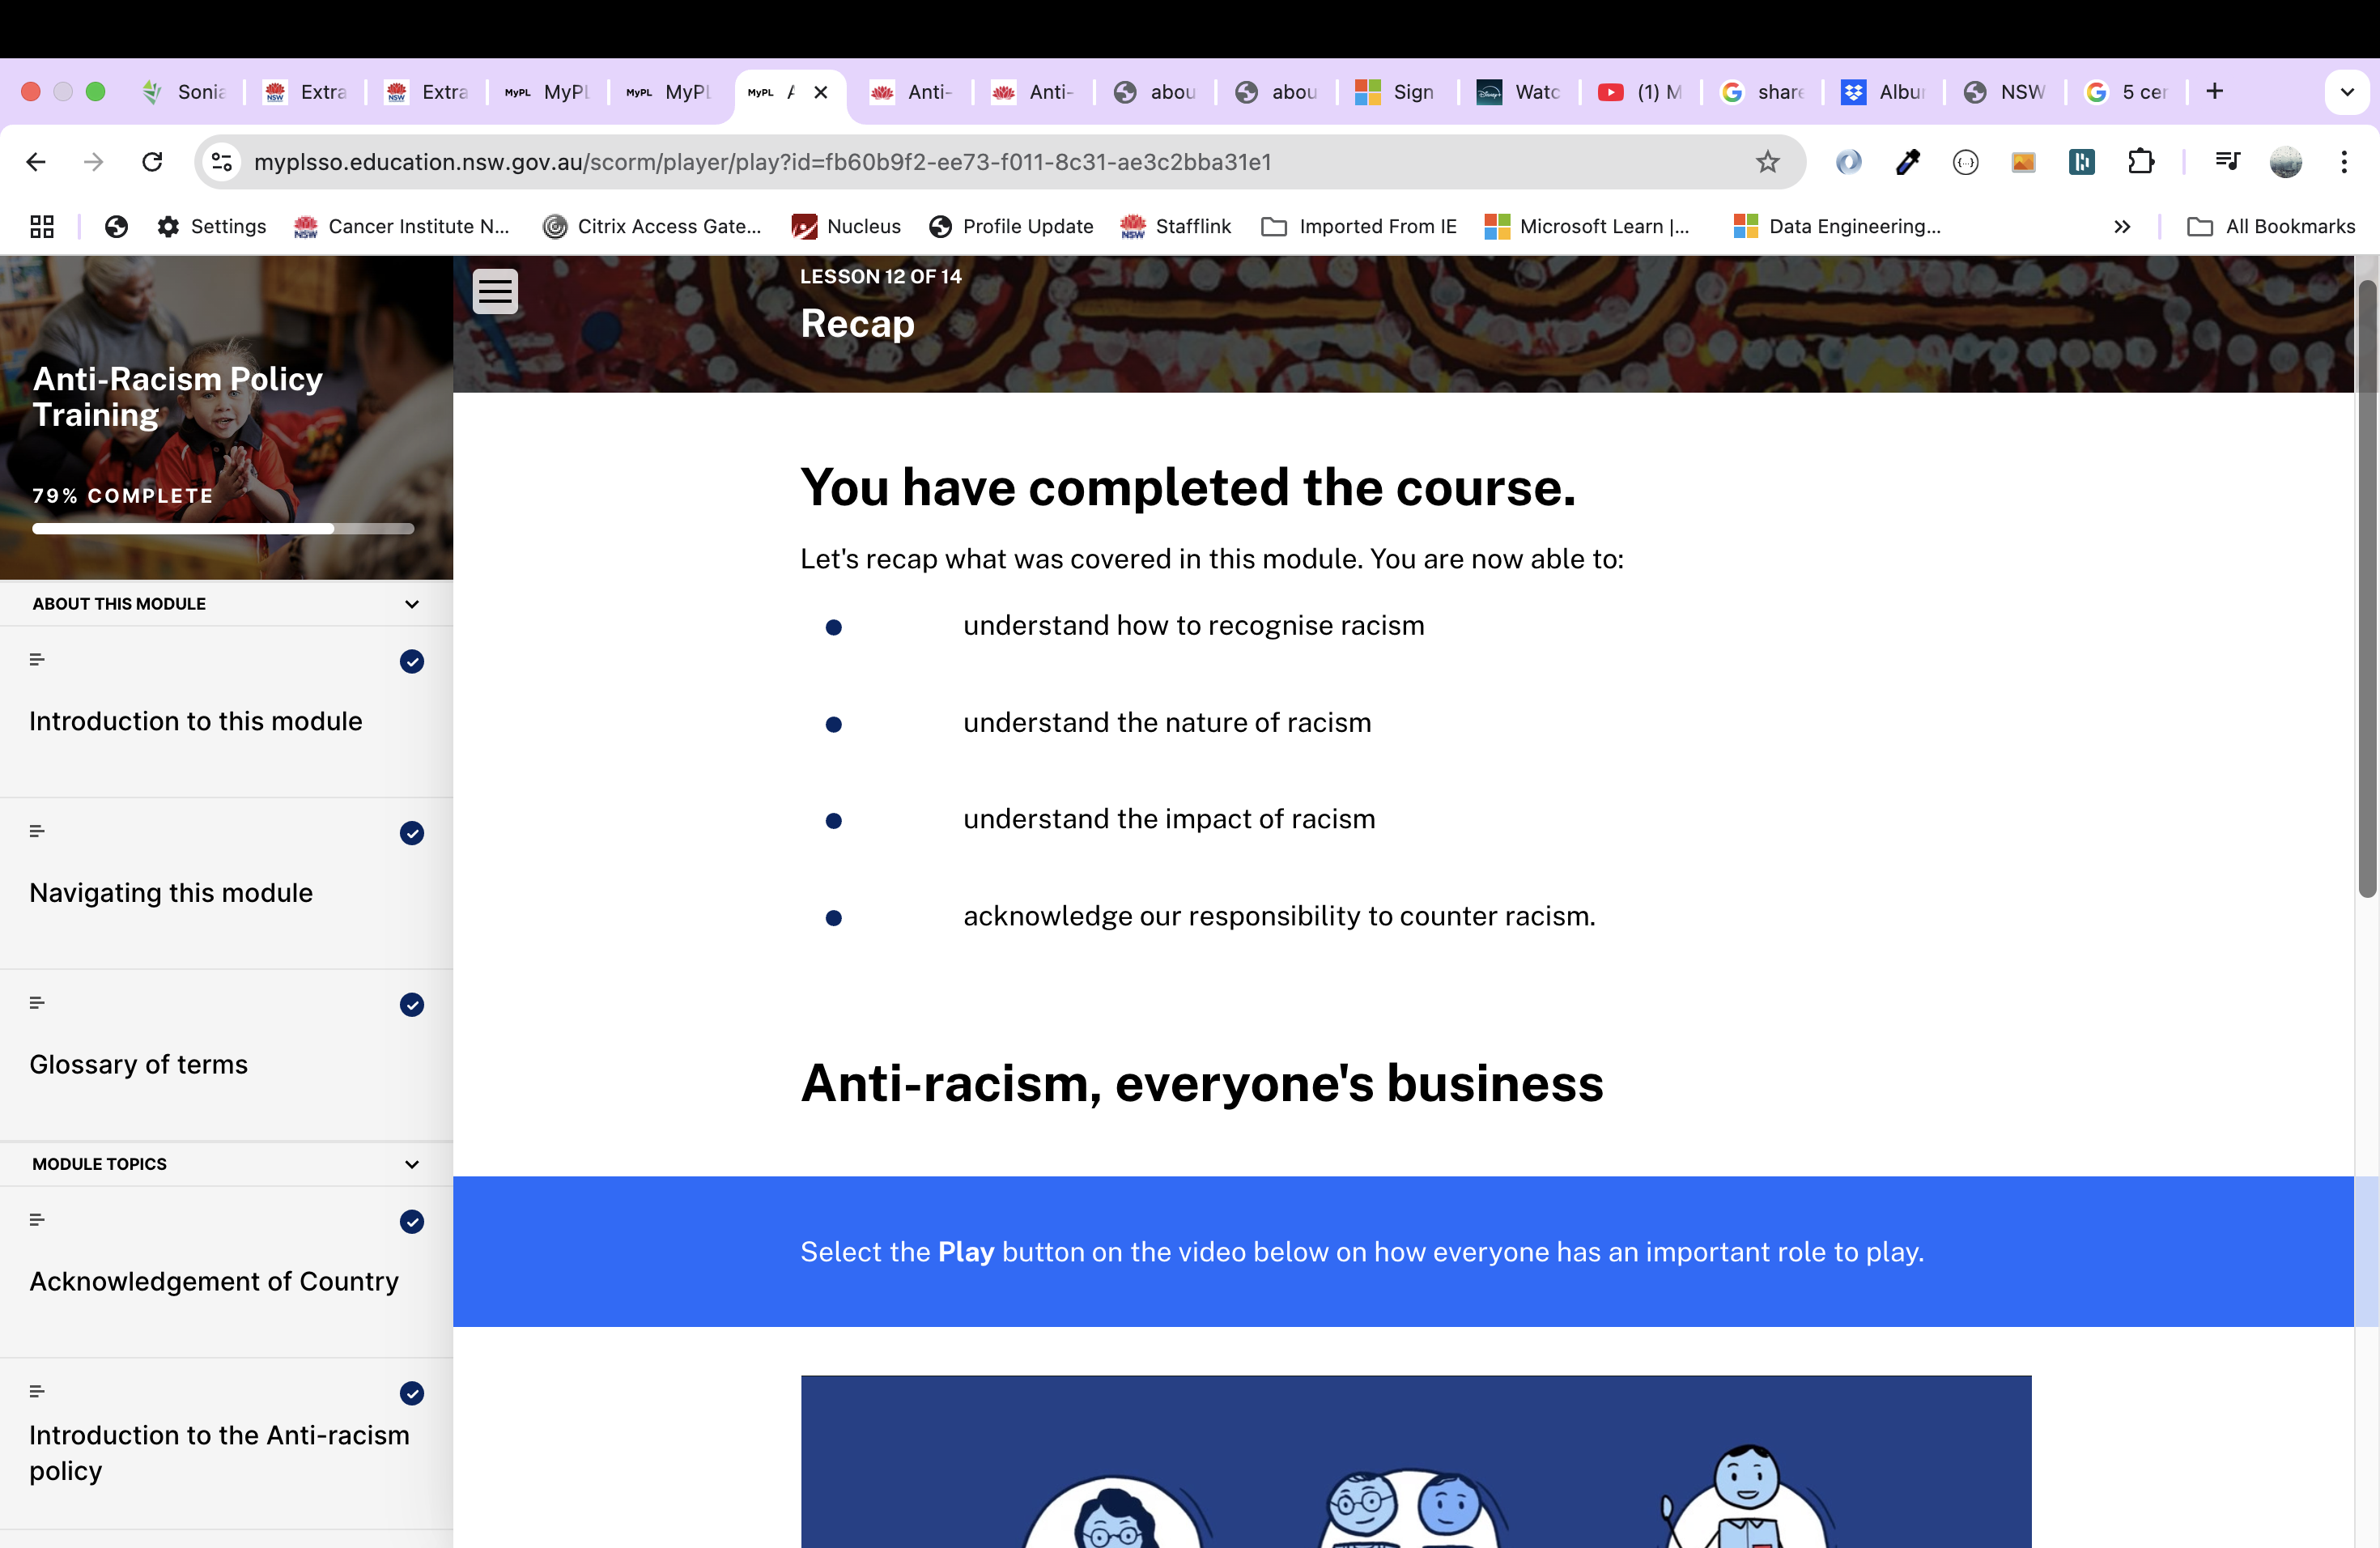 Sonia
Extra
Extra
MyPL MyPL
MyPL MyPL
MyPL
Anti-
Anti-
abou
abou
Sign
Watc
(1) M
share
Albu
NSW
5 cer
myplsso.education.nsw.gov.au/scorm/player/play?id=fb60b9f2-ee73-f011-8c31-ae3c2bba31e1
Settings
Cancer Institute N...
Citrix Access Gate...
Nucleus
Profile Update
Stafflink
Imported From IE
Microsoft Learn |...
Data Engineering...
All Bookmarks
Anti-Racism Policy
Training
79% COMPLETE
ABOUT THIS MODULE
Introduction to this module
Navigating this module
Glossary of terms
MODULE TOPICS
Acknowledgement of Country
Introduction to the Anti-racism
policy
LESSON 12 OF 14
Recap
You have completed the course.
Let's recap what was covered in this module. You are now able to:
understand how to recognise racism
understand the nature of racism
understand the impact of racism
acknowledge our responsibility to counter racism.
Anti-racism, everyone's business
Select the Play button on the video below on how everyone has an important role to play.